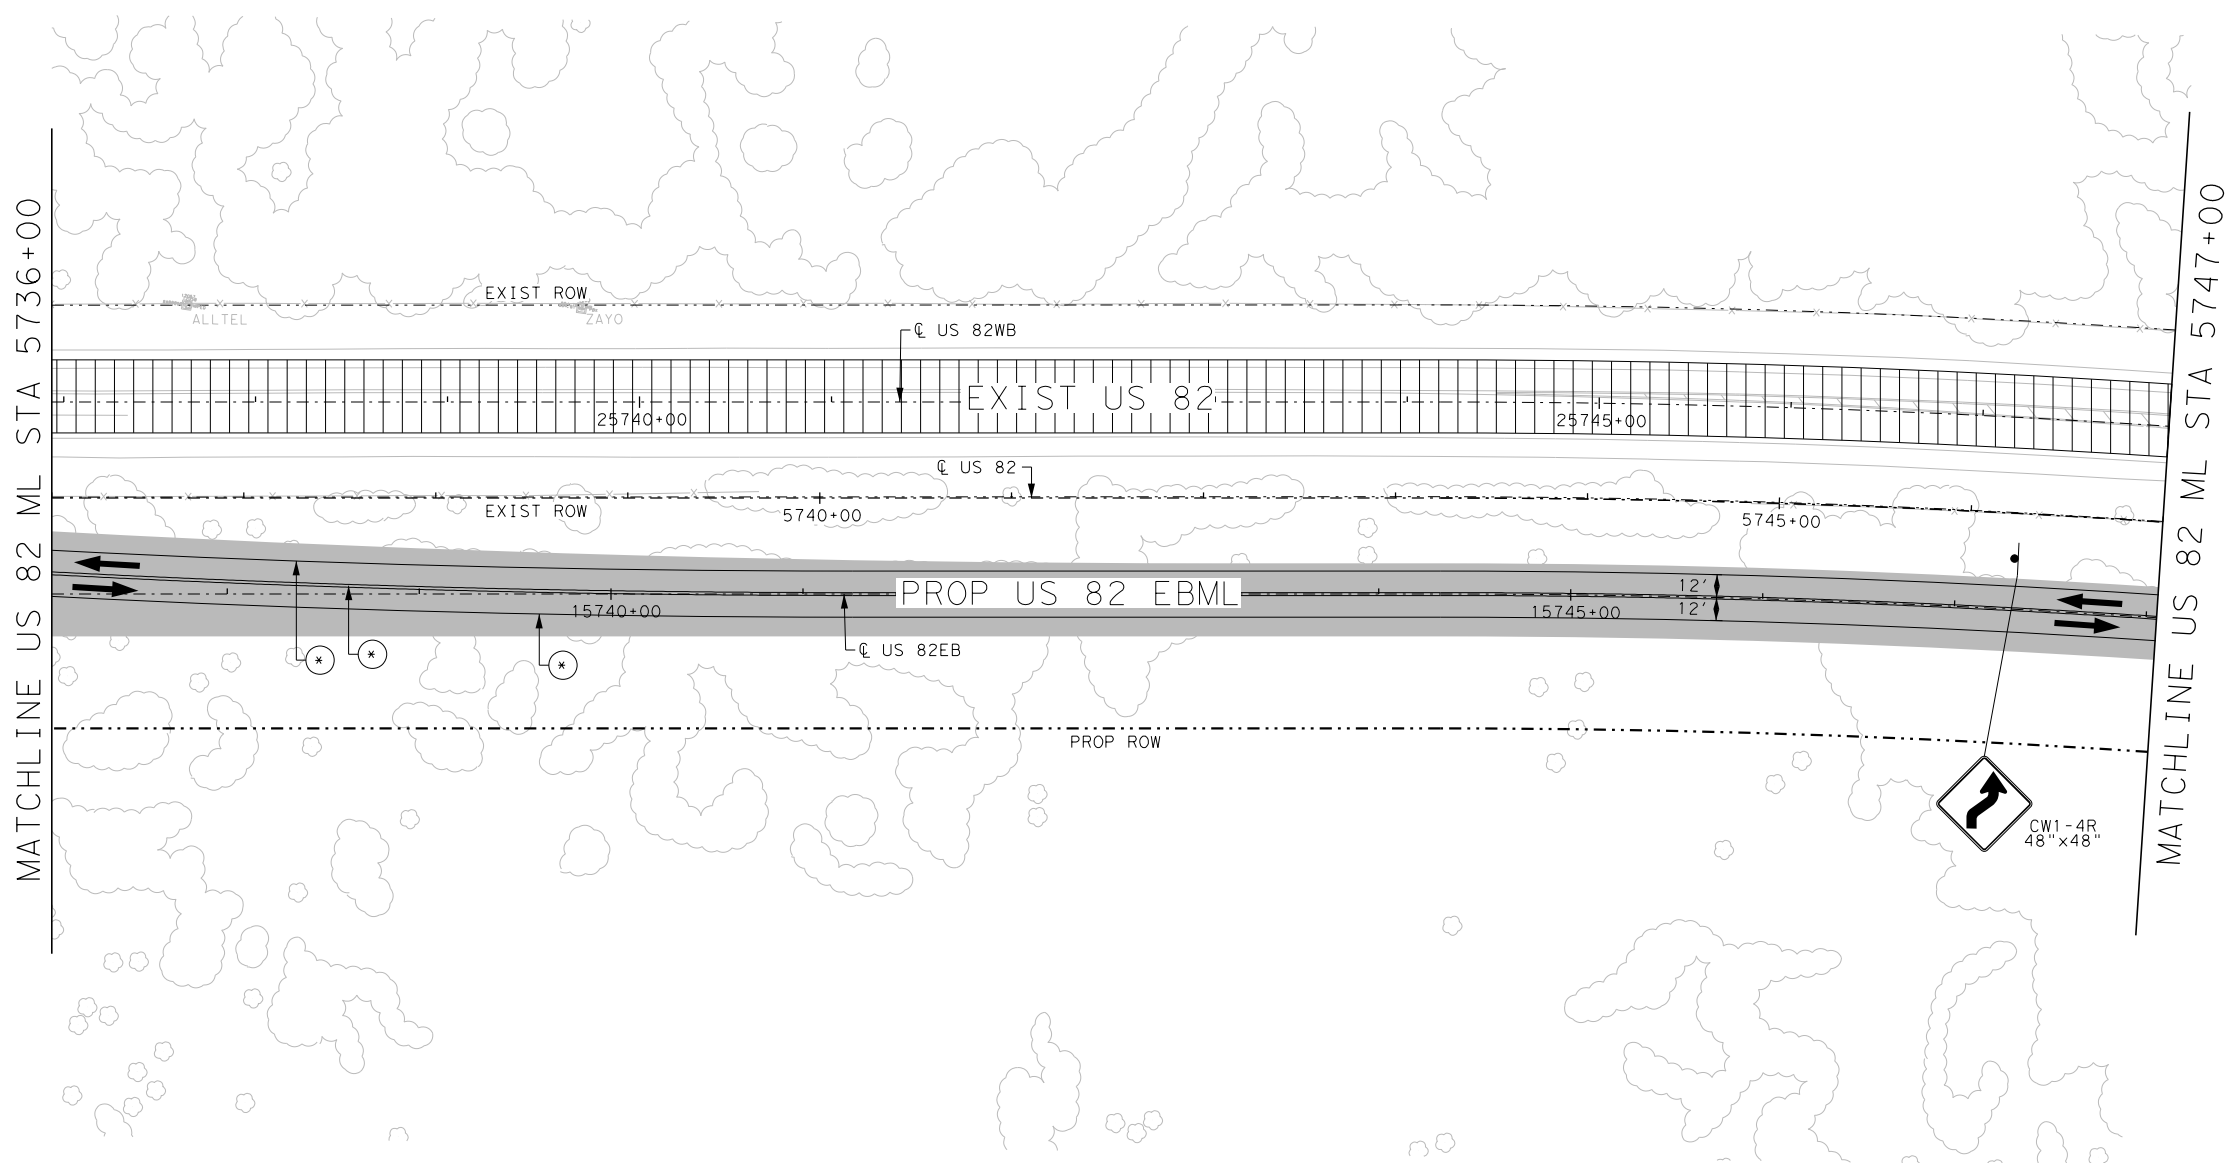 MATCHLINE US 82 ML STA 5736+00
EXIST ROW
ALLTEL
ZAYO
℄ US 82WB
EXIST US 82
25740+00
25745+00
℄ US 82
EXIST ROW
5740+00
5745+00
PROP US 82 EBML
15740+00
15745+00
12'
12'
℄ US 82EB
*
*
*
PROP ROW
CW1-4R
48"x48"
MATCHLINE US 82 ML STA 5747+00